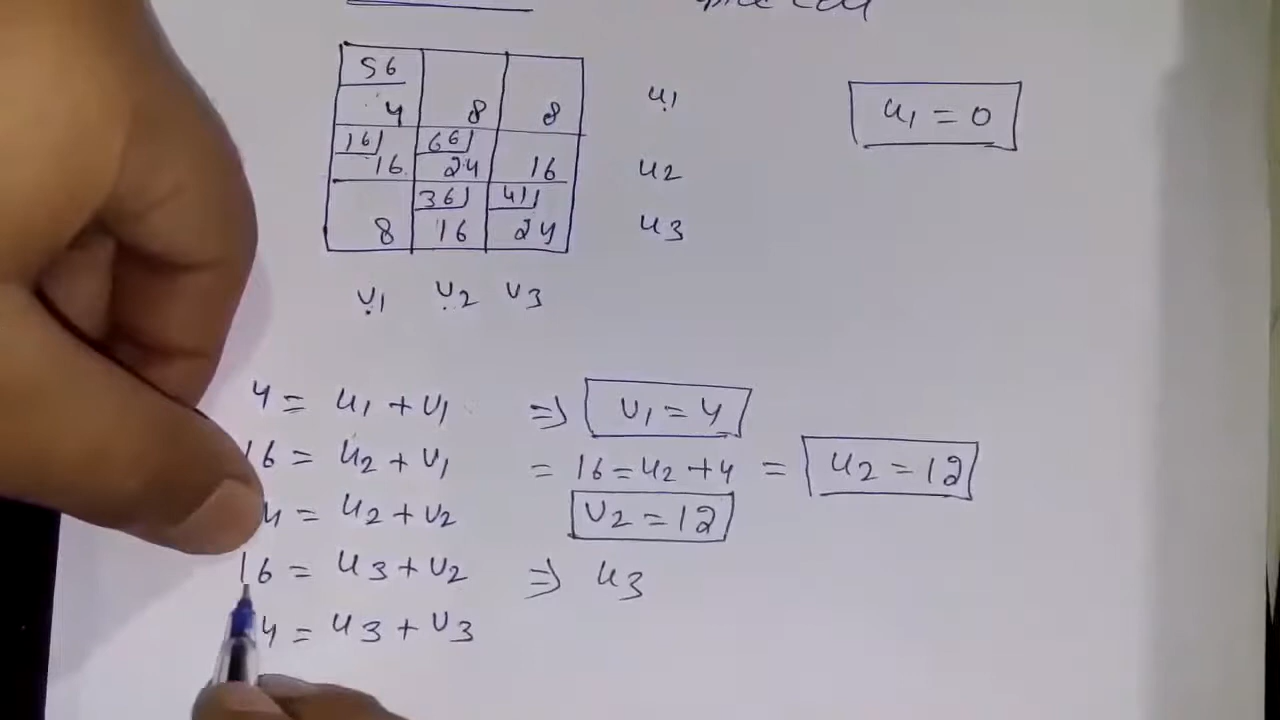 56
4 8 8 u1 u1 = 0
16 66
16 24 16 u2
36 41
8 16 24 u3
v1 v2 v3
4 = u1 + v1 => v1 = 4
16 = u2 + v1 = 16 = u2 + 4 = u2 = 12
4 = u2 + v2 v2 = 12
16 = u3 + v2 => u3
4 = u3 + v3